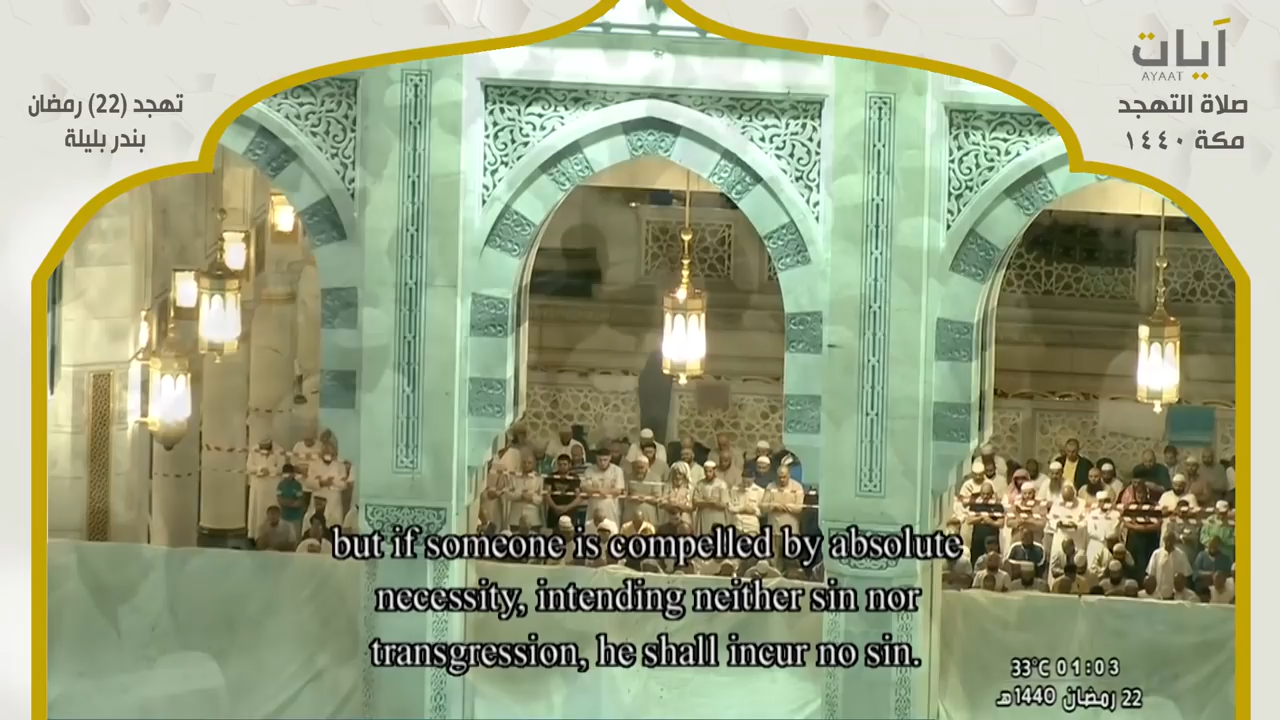 آيات
AYAAT
صلاة التهجد
مكة ١٤٤٠
تهجد (22) رمضان
بندر بليلة
but if someone is compelled by absolute
necessity, intending neither sin nor
transgression, he shall incur no sin.
33°C 01:03
22 رمضان 1440هـ